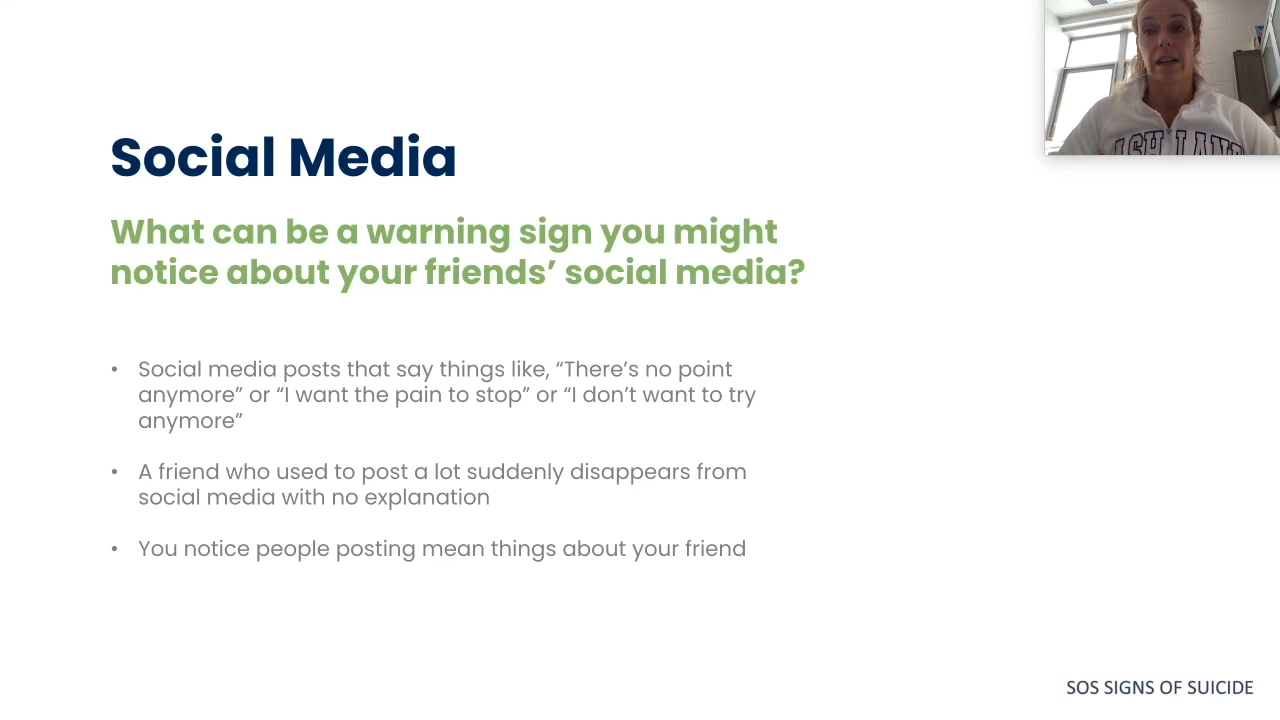 ASHLAND
Social Media
What can be a warning sign you might
notice about your friends’ social media?
• Social media posts that say things like, “There’s no point
anymore” or “I want the pain to stop” or “I don’t want to try
anymore”
• A friend who used to post a lot suddenly disappears from
social media with no explanation
• You notice people posting mean things about your friend
SOS SIGNS OF SUICIDE